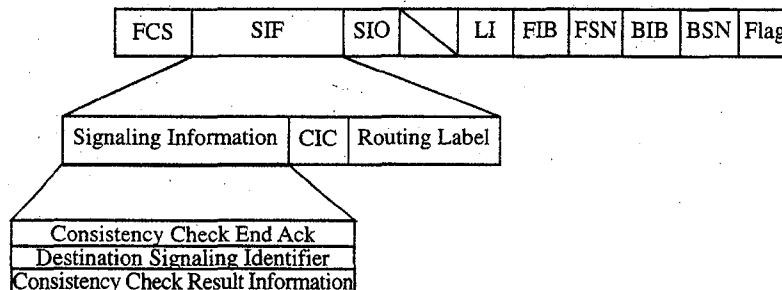 FCS SIF SIO LI FIB FSN BIB BSN Flag
Signaling Information CIC Routing Label
Consistency Check End Ack
Destination Signaling Identifier
Consistency Check Result Information